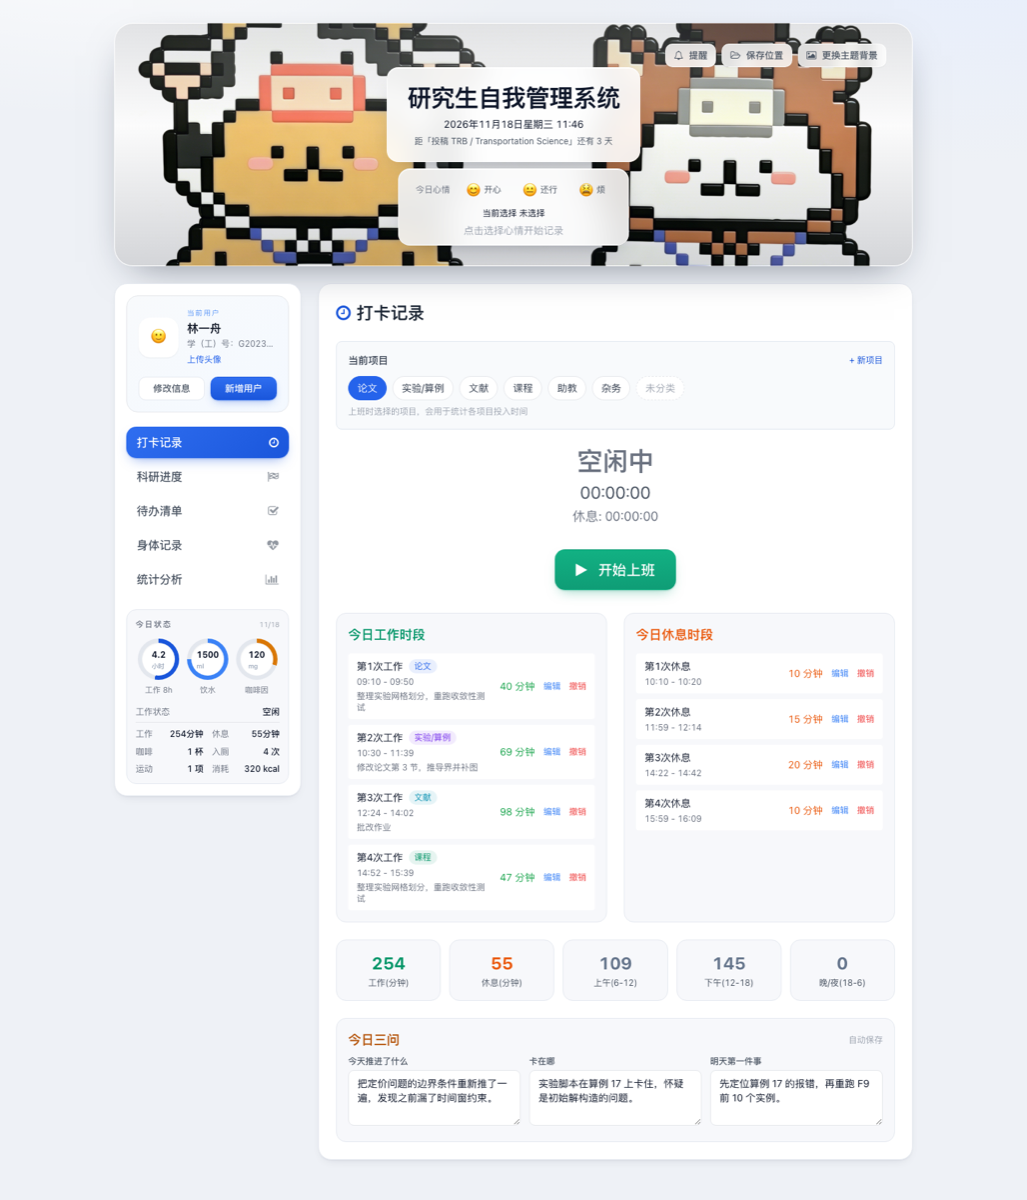 提醒
保存位置
更换主题背景
研究生自我管理系统
2026年11月18日星期三 11:46
距「投稿 TRB / Transportation Science」还有 3 天
今日心情 😊 开心 😐 还行 😫 烦
当前选择 未选择
点击选择心情开始记录
当前用户
林一舟
学（工）号：G2023...
上传头像
修改信息
新增用户
打卡记录
科研进度
待办清单
身体记录
统计分析
今日状态 11/18
4.2 小时
1500 ml
120 mg
工作 8h
饮水
咖啡因
工作状态 空闲
工作 254分钟 休息 55分钟
咖啡 1 杯 入厕 4 次
运动 1 项 消耗 320 kcal
打卡记录
当前项目
+ 新项目
论文 实验/算例 文献 课程 助教 杂务 未分类
上班时选择的项目，会用于统计各项目投入时间
空闲中
00:00:00
休息: 00:00:00
开始上班
今日工作时段
第1次工作 论文
09:10 - 09:50
整理实验网格划分，重跑收敛性测
试
40 分钟 编辑 撤销
第2次工作 实验/算例
10:30 - 11:39
修改论文第 3 节，推导界并补图
69 分钟 编辑 撤销
第3次工作 文献
12:24 - 14:02
批改作业
98 分钟 编辑 撤销
第4次工作 课程
14:52 - 15:39
整理实验网格划分，重跑收敛性测
试
47 分钟 编辑 撤销
今日休息时段
第1次休息
10:10 - 10:20
10 分钟 编辑 撤销
第2次休息
11:59 - 12:14
15 分钟 编辑 撤销
第3次休息
14:22 - 14:42
20 分钟 编辑 撤销
第4次休息
15:59 - 16:09
10 分钟 编辑 撤销
254
工作(分钟)
55
休息(分钟)
109
上午(6-12)
145
下午(12-18)
0
晚/夜(18-6)
今日三问
自动保存
今天推进了什么
把定价问题的边界条件重新推了一
遍，发现之前漏了时间窗约束。
卡在哪
实验脚本在算例 17 上卡住，怀疑
是初始解构造的问题。
明天第一件事
先定位算例 17 的报错，再重跑 F9
前 10 个实例。